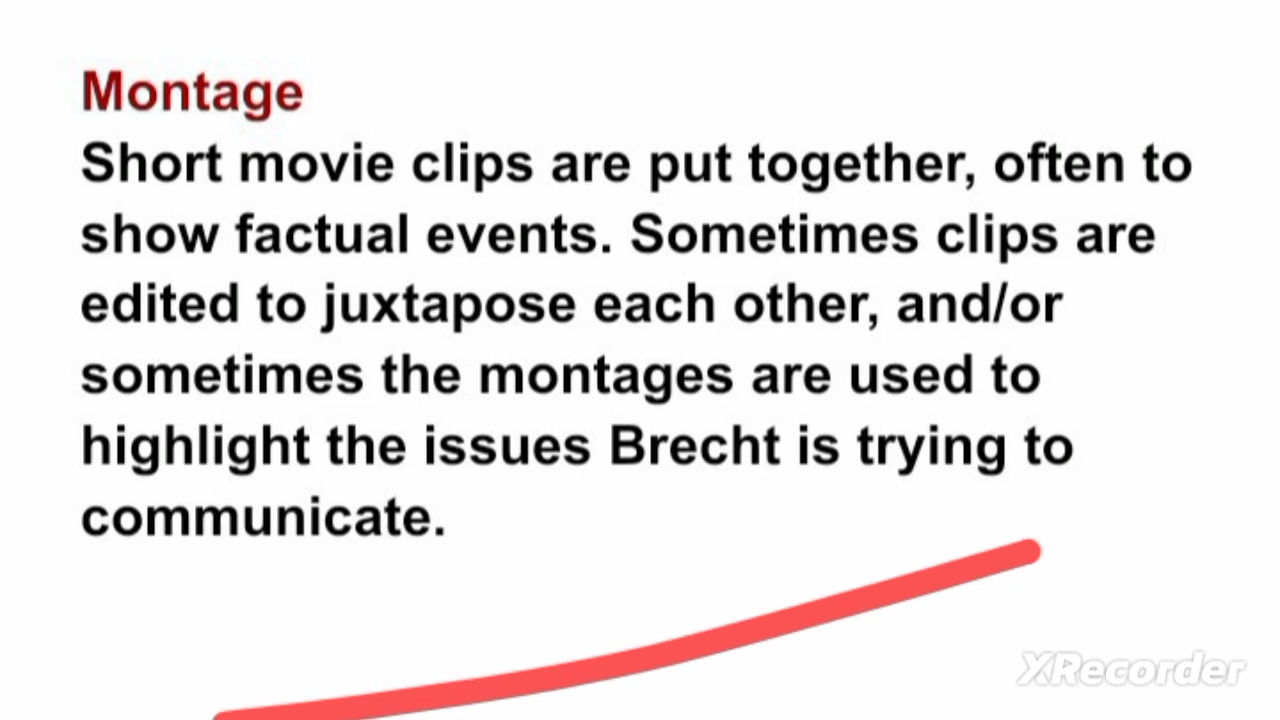 Montage
Short movie clips are put together, often to
show factual events. Sometimes clips are
edited to juxtapose each other, and/or
sometimes the montages are used to
highlight the issues Brecht is trying to
communicate.
XRecorder